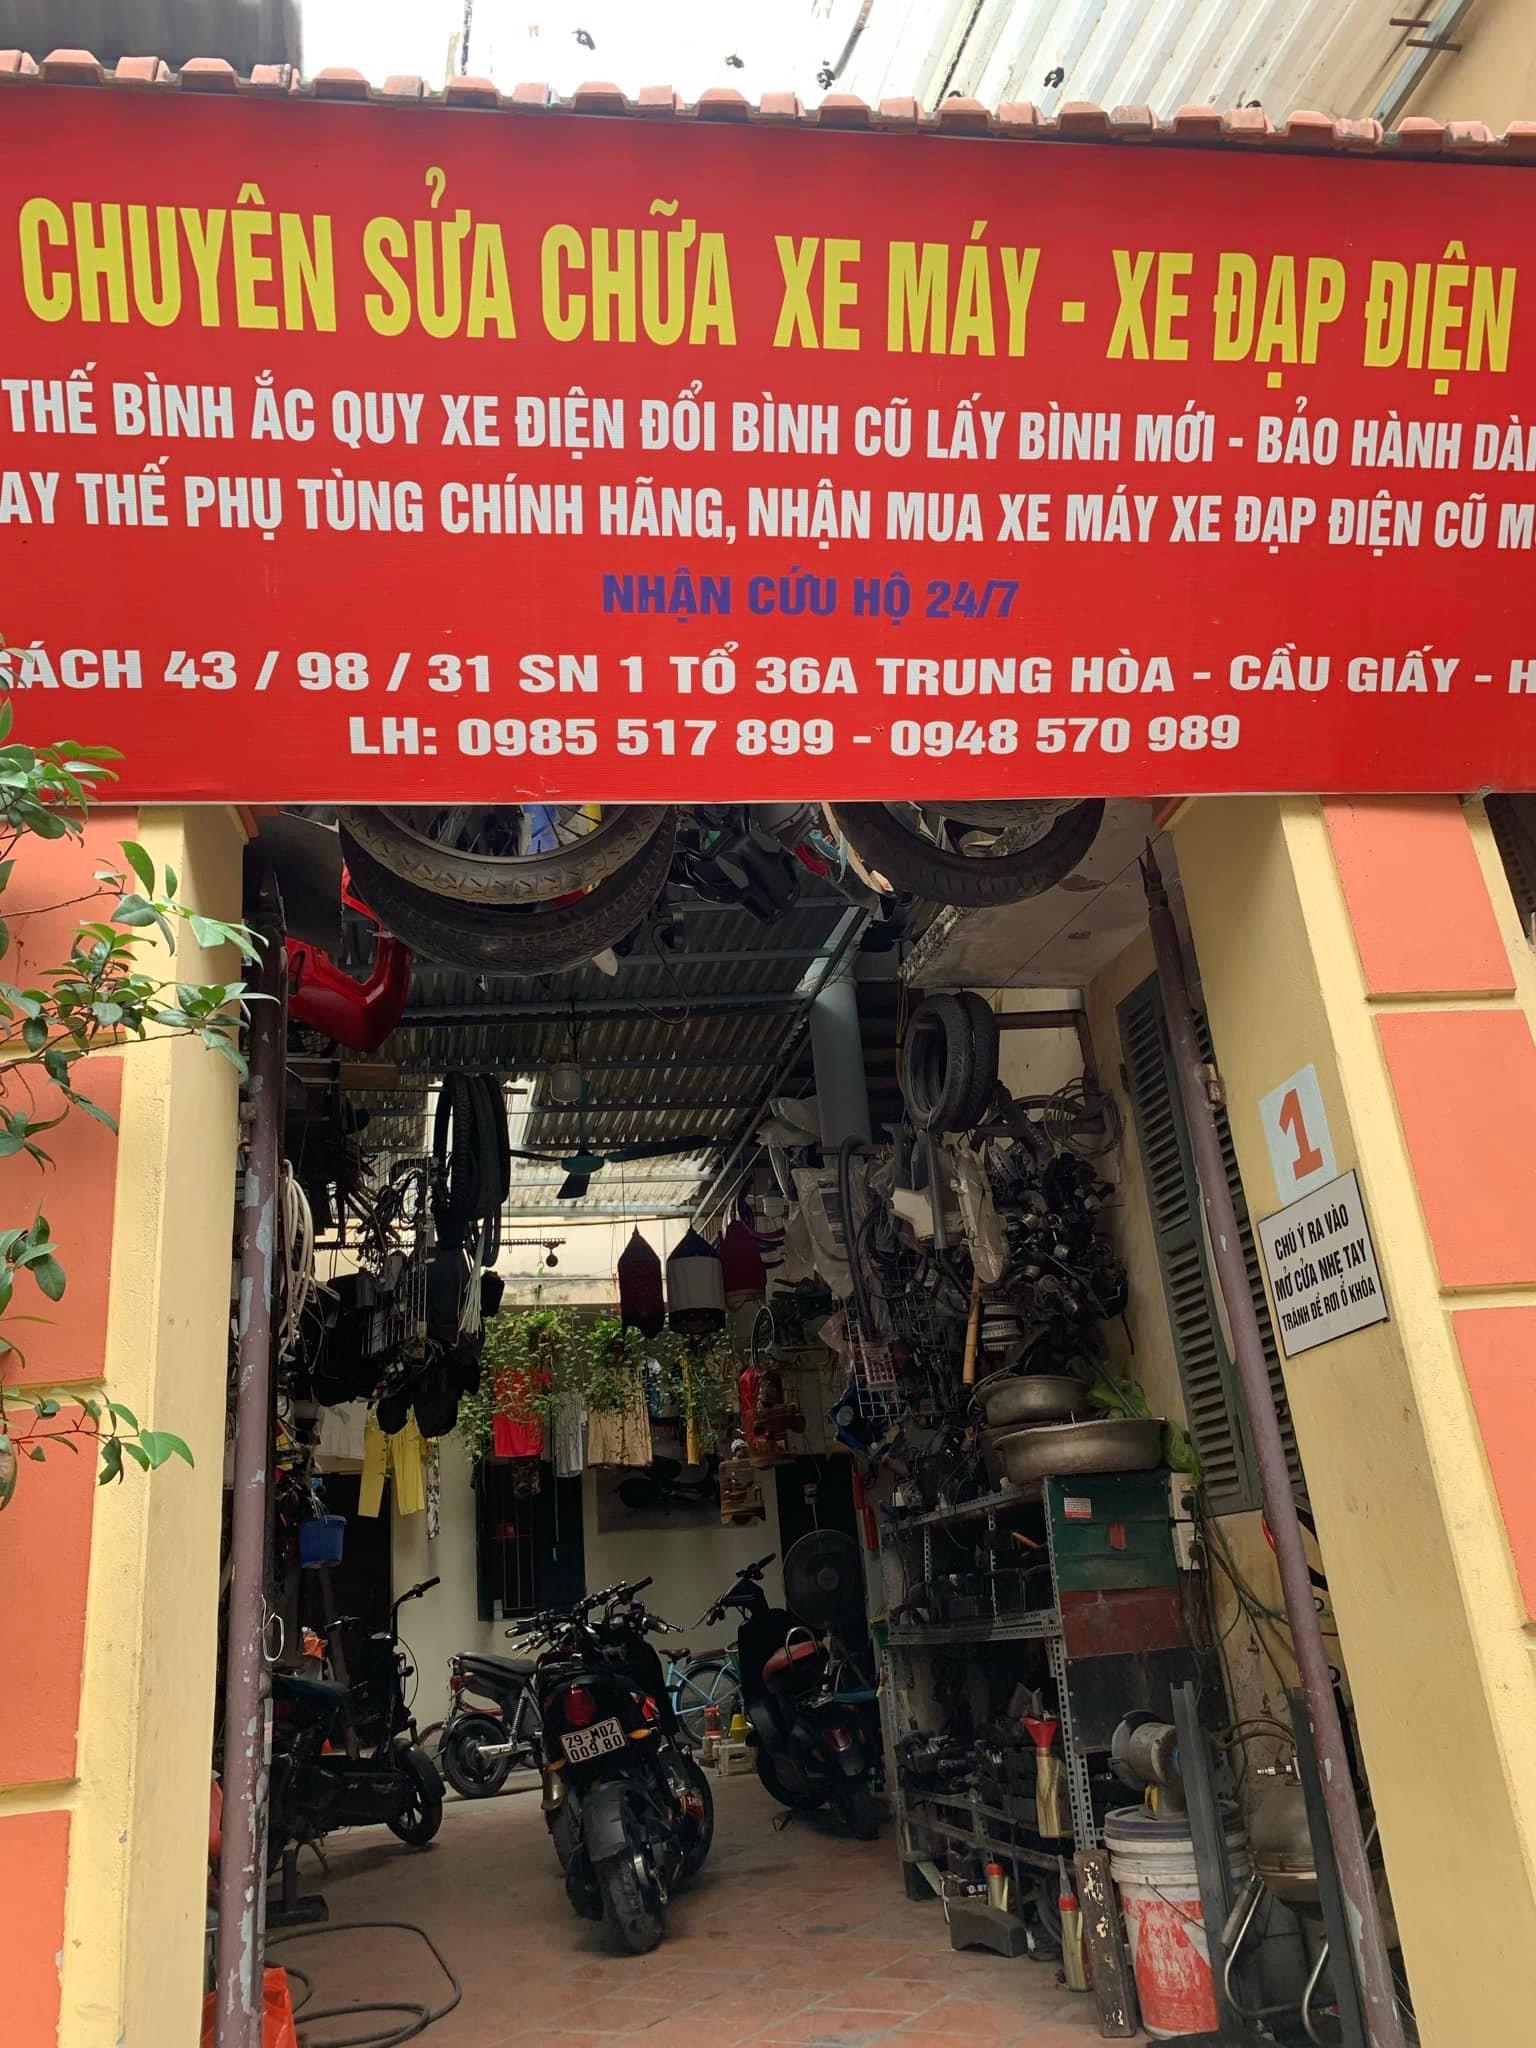 CHUYÊN SỬA CHỮA XE MÁY - XE ĐẠP ĐIỆN
THẾ BÌNH ẮC QUY XE ĐIỆN ĐỔI BÌNH CŨ LẤY BÌNH MỚI - BẢO HÀNH
THẾ PHỤ TÙNG CHÍNH HÃNG, NHẬN MUA XE MÁY XE ĐẠP ĐIỆN CŨ
NHẬN CỨU HỘ 24/7
43 / 98 / 31 SN 1 TỔ 36A TRUNG HÒA - CẦU GIẤY -
LH: 0985 517 899 - 0948 570 989
1
CHÚ Ý RA VÀO
MỞ CỬA NHẸ TAY
TRÁNH ĐỂ RƠI Ổ KHÓA
29-MĐ2
009.80